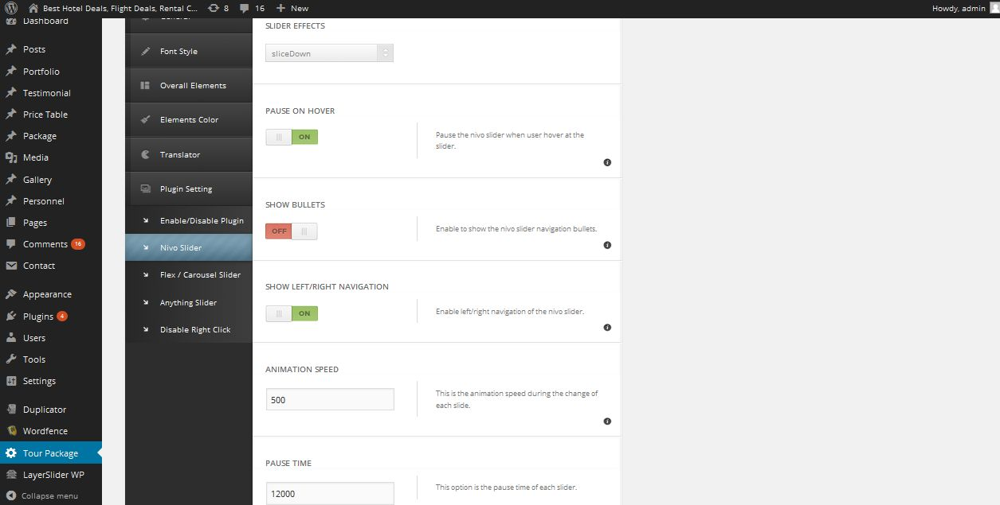 Best Hotel Deals, Flight Deals, Rental C...
8
16
New
Howdy, admin
Dashboard
Posts
Portfolio
Testimonial
Price Table
Package
Media
Gallery
Personnel
Pages
Comments 16
Contact
Appearance
Plugins 4
Users
Tools
Settings
Duplicator
Wordfence
Tour Package
LayerSlider WP
Collapse menu
General
Font Style
Overall Elements
Elements Color
Translator
Plugin Setting
Enable/Disable Plugin
Nivo Slider
Flex / Carousel Slider
Anything Slider
Disable Right Click
SLIDER EFFECTS
sliceDown
PAUSE ON HOVER
ON
Pause the nivo slider when user hover at the
slider.
SHOW BULLETS
OFF
Enable to show the nivo slider navigation bullets.
SHOW LEFT/RIGHT NAVIGATION
ON
Enable left/right navigation of the nivo slider.
ANIMATION SPEED
500
This is the animation speed during the change of
each slide.
PAUSE TIME
12000
This option is the pause time of each slider.